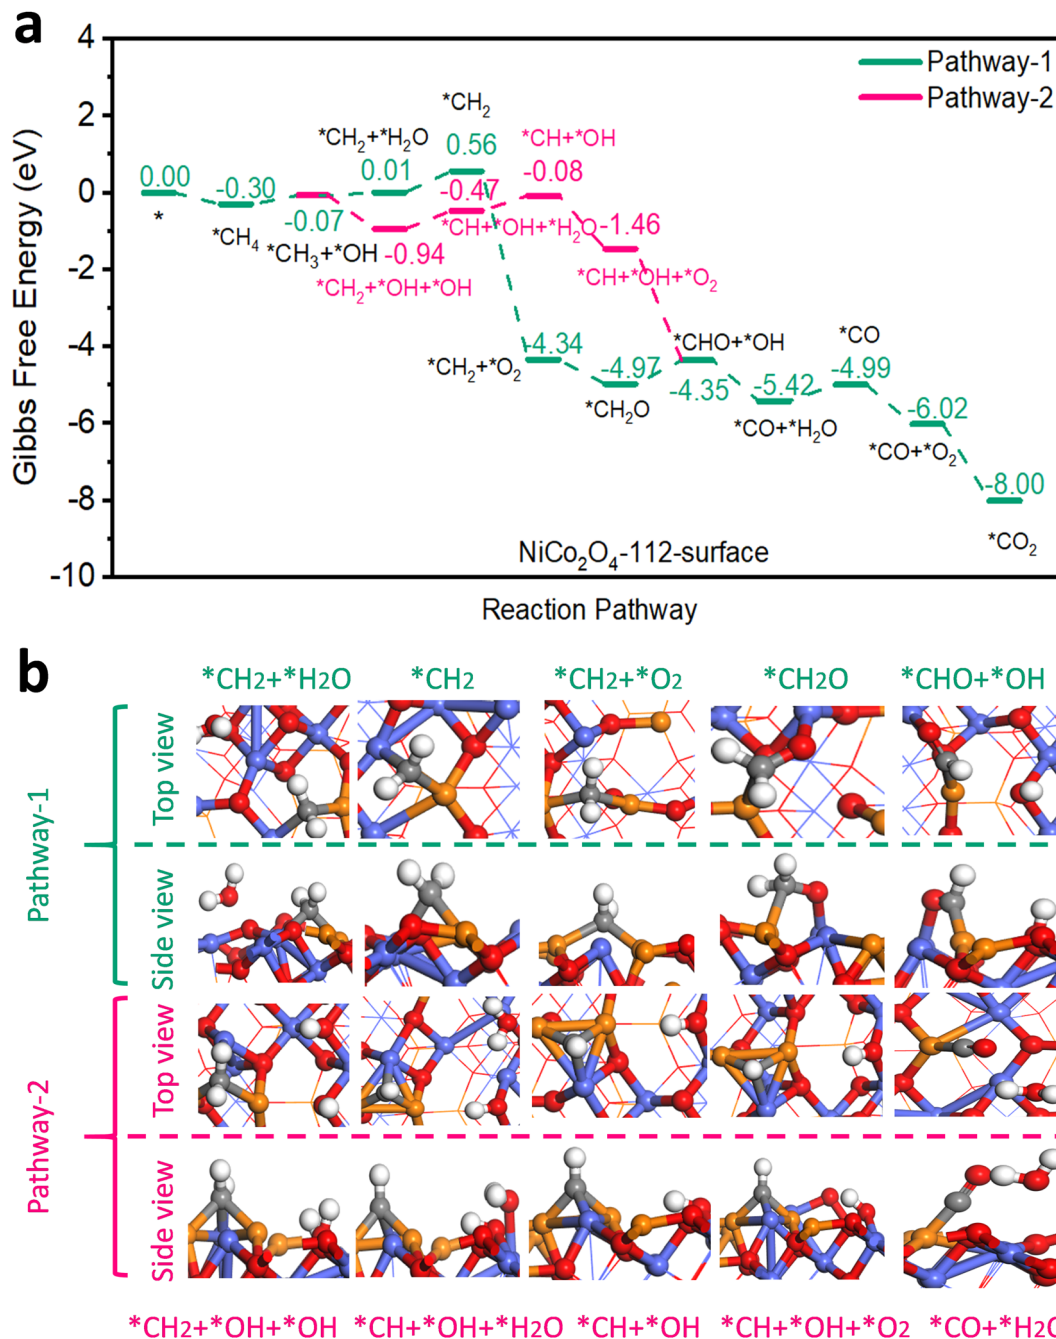 a
4
2
0
-2
-4
-6
-8
-10
Gibbs Free Energy (eV)
Pathway-1
Pathway-2
*CH2
*CH2+*H2O
0.56
*CH+*OH
0.00
-0.30
0.01
-0.47
-0.08
*
-0.07
*CH+*OH+*H2O
-1.46
*CH4
*CH3+*OH
-0.94
*CH2+*OH+*OH
*CH+*OH+*O2
-4.34
*CHO+*OH
*CO
*CH2+*O2
-4.97
-4.35
-5.42
-4.99
*CH2O
*CO+*H2O
-6.02
*CO+*O2
-8.00
*CO2
NiCo2O4-112-surface
Reaction Pathway
b
*CH2+*H2O
*CH2
*CH2+*O2
*CH2O
*CHO+*OH
Pathway-1
Top view
Side view
Pathway-2
Top view
Side view
*CH2+*OH+*OH
*CH+*OH+*H2O
*CH+*OH
*CH+*OH+*O2
*CO+*H2O